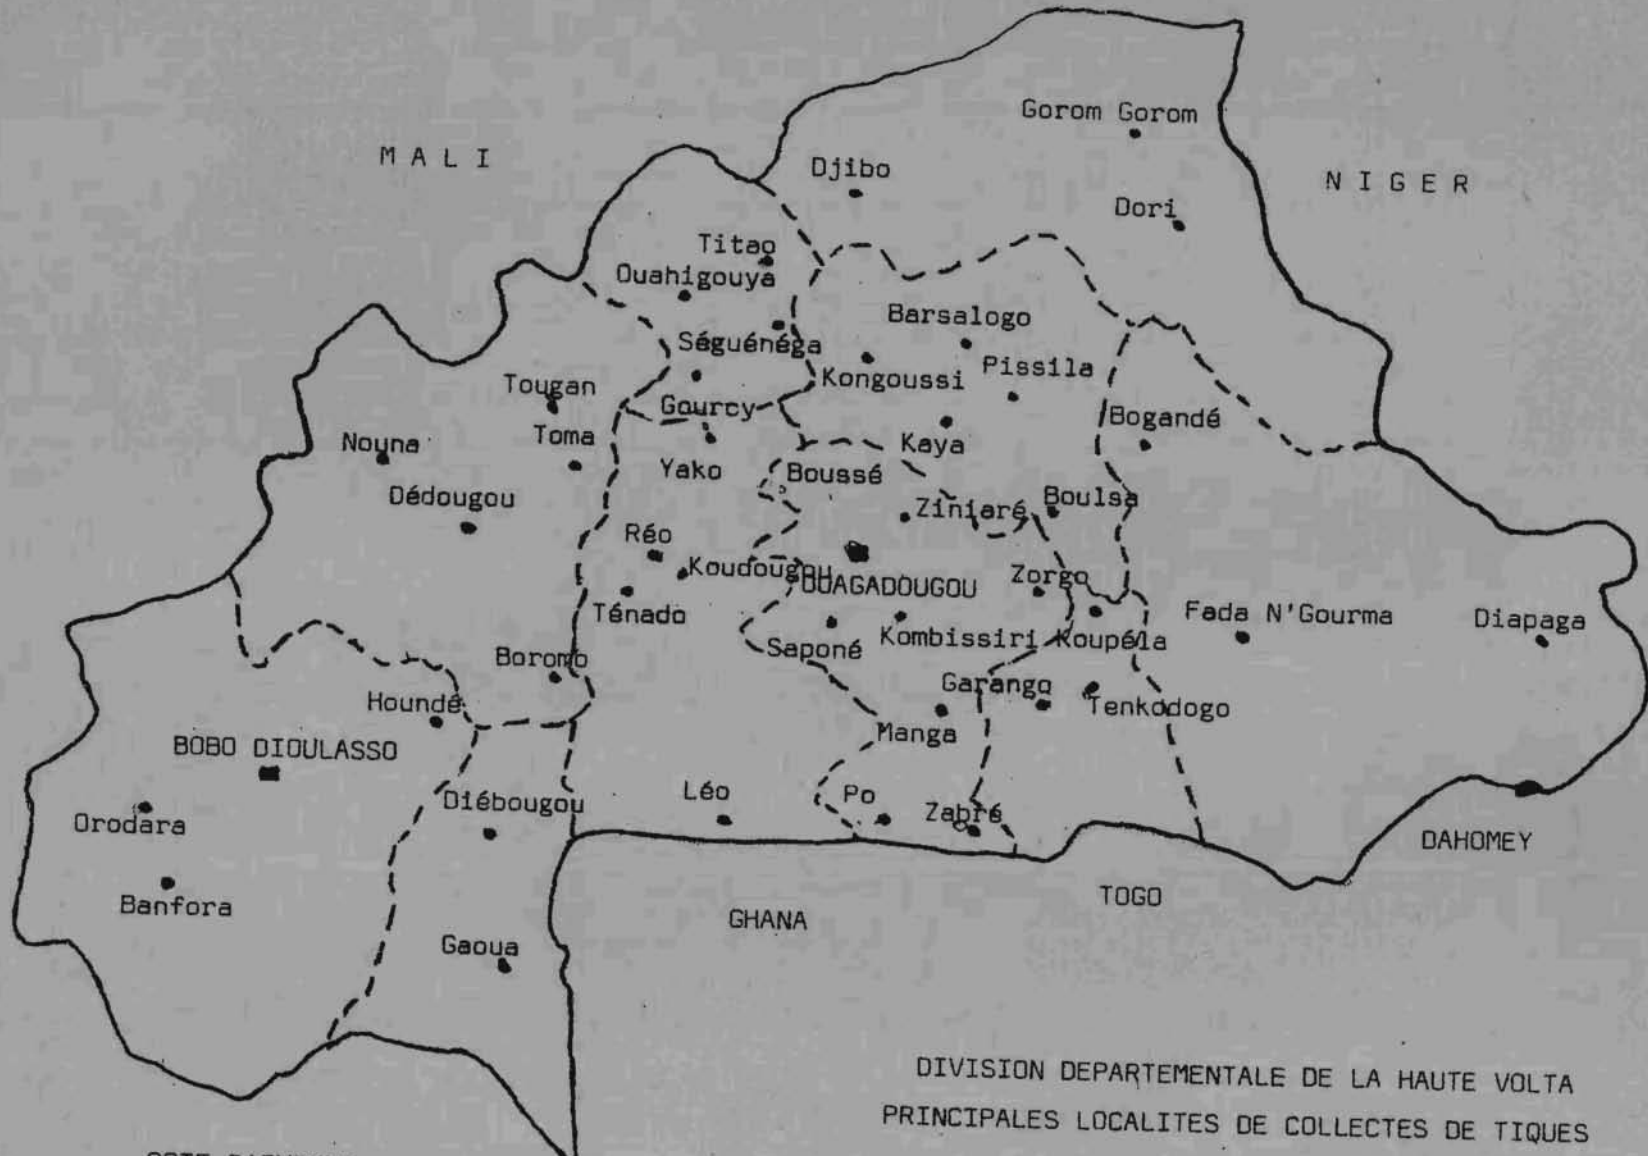 Gorom Gorom
M A L I
Djibo
N I G E R
Dori
Titao
Ouahigouya
Barsalogo
Séguénéga
Pissila
Kongoussi
Tougan
Gourcy
Bogandé
Toma
Nouna
Kaya
Yako
Boussé
Dédougou
Boulsa
Ziniaré
Réo
Koudougou
Zorgo
OUAGADOUGOU
Ténado
Fada N'Gourma
Diapaga
Kombissiri
Koupéla
Saponé
Boromo
Garango
Houndé
Tenkodogo
Manga
BOBO DIOULASSO
Léo
Po
Diébougou
Zabré
Orodara
DAHOMEY
TOGO
Banfora
GHANA
Gaoua
DIVISION DEPARTEMENTALE DE LA HAUTE VOLTA
PRINCIPALES LOCALITES DE COLLECTES DE TIQUES